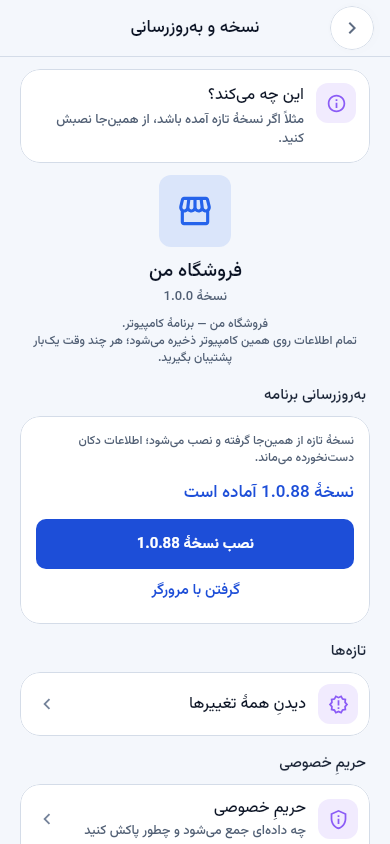 نسخه و به‌روزرسانی
این چه می‌کند؟
مثلاً اگر نسخهٔ تازه آمده باشد، از همین‌جا نصبش
کنید.
فروشگاه من
نسخهٔ 1.0.0
فروشگاه من — برنامهٔ کامپیوتر.
تمام اطلاعات روی همین کامپیوتر ذخیره می‌شود؛ هر چند وقت یک‌بار
پشتیبان بگیرید.
به‌روزرسانی برنامه
نسخهٔ تازه از همین‌جا گرفته و نصب می‌شود؛ اطلاعات دکان
دست‌نخورده می‌ماند.
نسخهٔ 1.0.88 آماده است
نصب نسخهٔ 1.0.88
گرفتن با مرورگر
تازه‌ها
دیدنِ همهٔ تغییرها
حریمِ خصوصی
حریمِ خصوصی
چه داده‌ای جمع می‌شود و چطور پاکش کنید